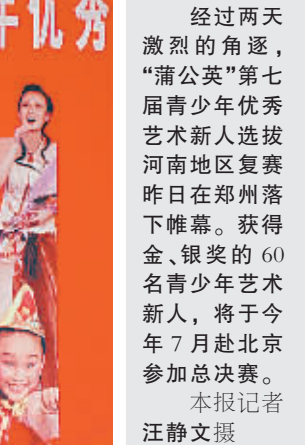 年优秀
经过两天
激烈的角逐，
“蒲公英”第七
届青少年优秀
艺术新人选拔
河南地区复赛
昨日在郑州落
下帷幕。获得
金、银奖的 60
名青少年艺术
新人，将于今
年 7 月赴北京
参加总决赛。
本报记者
汪静文摄